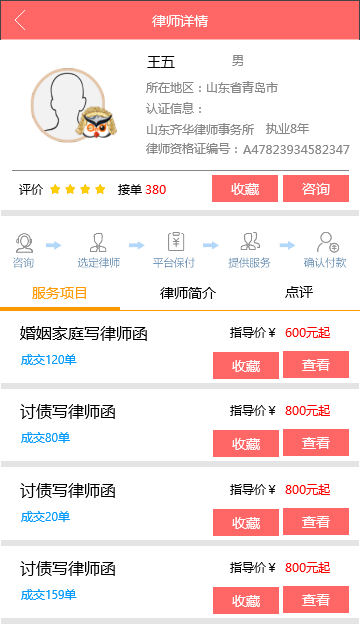 律师详情
王五 男
所在地区：山东省青岛市
认证信息：
山东齐华律师事务所 执业8年
律师资格证编号：A47823934582347
评价 接单 380 收藏 咨询
咨询 选定律师 平台保付 提供服务 确认付款
服务项目 律师简介 点评
婚姻家庭写律师函 指导价￥ 600元起
成交120单 收藏 查看
讨债写律师函 指导价￥ 800元起
成交80单 收藏 查看
讨债写律师函 指导价￥ 800元起
成交20单 收藏 查看
讨债写律师函 指导价￥ 800元起
成交159单 收藏 查看